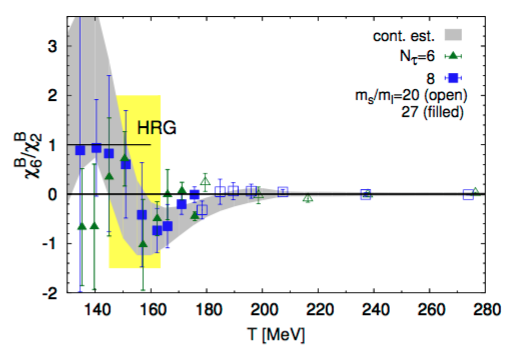 cont. est.
Nτ=6
8
ms/ml=20 (open)
27 (filled)
HRG
χ6B/χ2B
3
2
1
0
-1
-2
140 160 180 200 220 240 260 280
T [MeV]